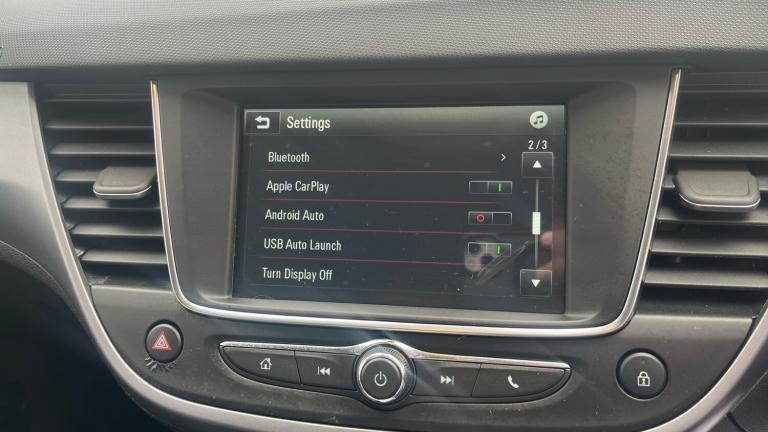 Settings
2/3
Bluetooth
Apple CarPlay
Android Auto
USB Auto Launch
Turn Display Off